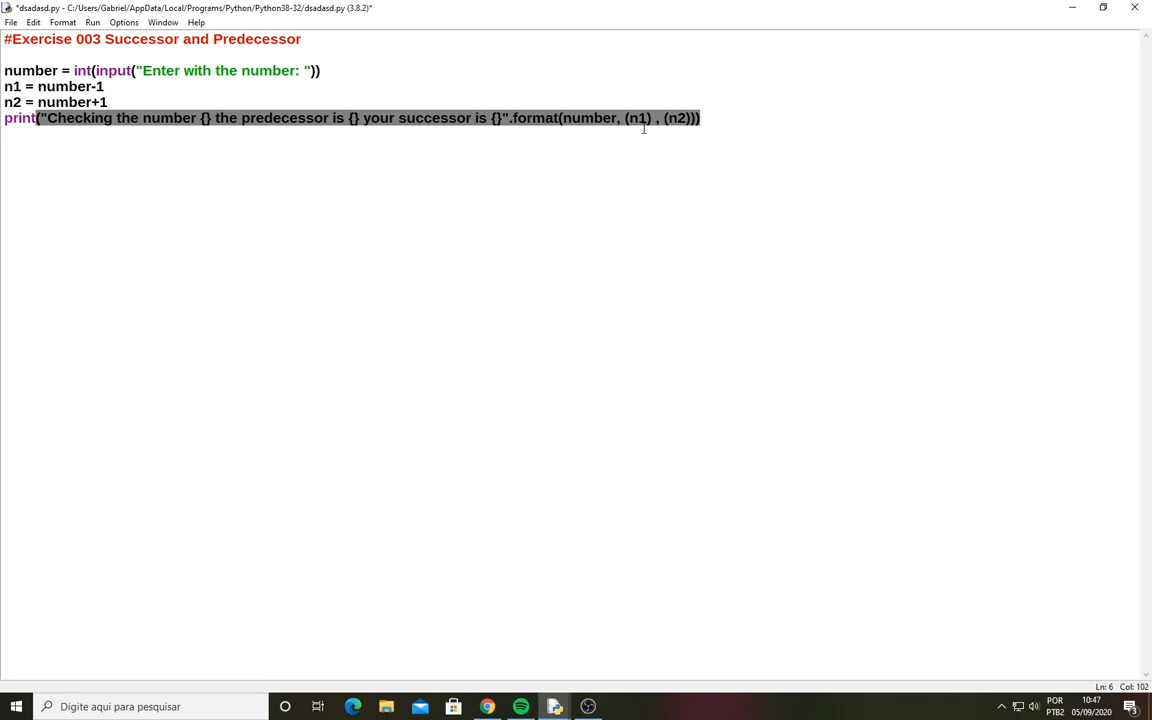 *dsadasd.py - C:/Users/Gabriel/AppData/Local/Programs/Python/Python38-32/dsadasd.py (3.8.2)*
File Edit Format Run Options Window Help
#Exercise 003 Successor and Predecessor
number = int(input("Enter with the number: "))
n1 = number-1
n2 = number+1
print("Checking the number {} the predecessor is {} your successor is {}".format(number, (n1) , (n2)))
Ln: 6 Col: 102
Digite aqui para pesquisar
POR
PTB2
10:47
05/09/2020
3